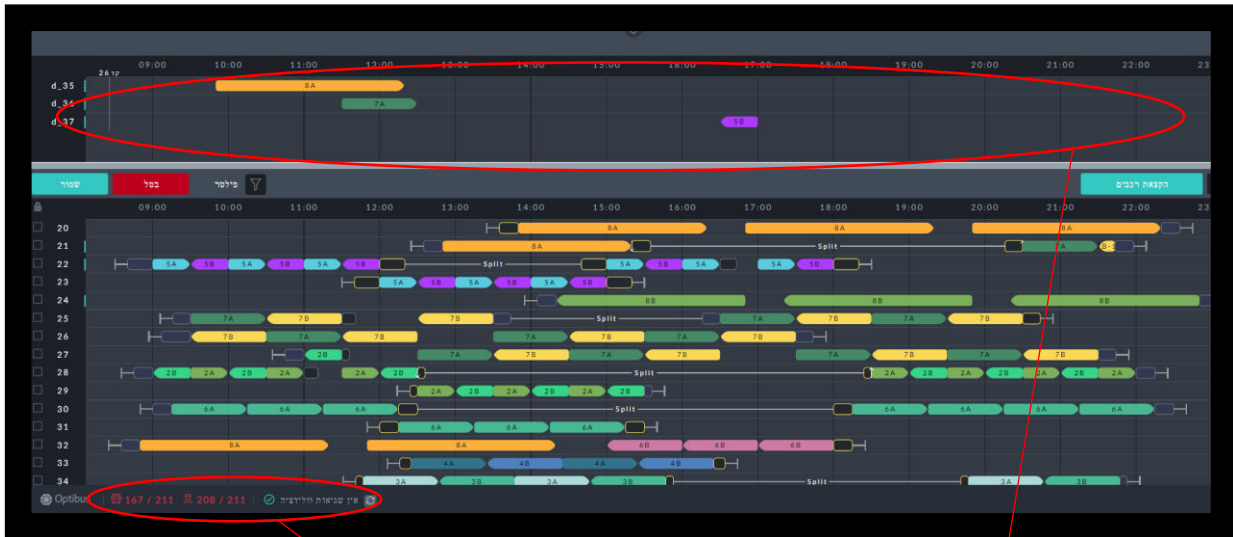 09:00 10:00 11:00 12:00 13:00 14:00 15:00 16:00 17:00 18:00 19:00 20:00 21:00 22:00 23
26 קר
d_35 8A
d_36 7A
d_37 5B
שמור בטל פילטר הקצאת רכבים
09:00 10:00 11:00 12:00 13:00 14:00 15:00 16:00 17:00 18:00 19:00 20:00 21:00 22:00 23
20 8A 8A 8A
21 8A Split 7A 8-1
22 5A 5B 5A 5B 5A 5B Split 5A 5B 5A 5A 5B
23 5A 5B 5A 5B 5A 5B
24 8B 8B 8B
25 7A 7B 7B Split 7A 7B 7A 7B
26 7B 7A 7B 7A 7B 7A 7B
27 2B 7A 7B 7A 7B 7A 7B 7A 7B
28 2B 2A 2B 2A 2A 2B Split 2A 2B 2A 2B 2A 2B 2A
29 2B 2A 2B 2A 2B 2A 2B
30 6A 6A 6A Split 6A 6A 6A 6A
31 6A 6A 6A
32 8A 8A 6B 6B 6B
33 4A 4B 4A 4B
34 3A 3B 3A 3B Split 3A 3B
Optibus 167 / 211 208 / 211 אין שגיאות וולידציה